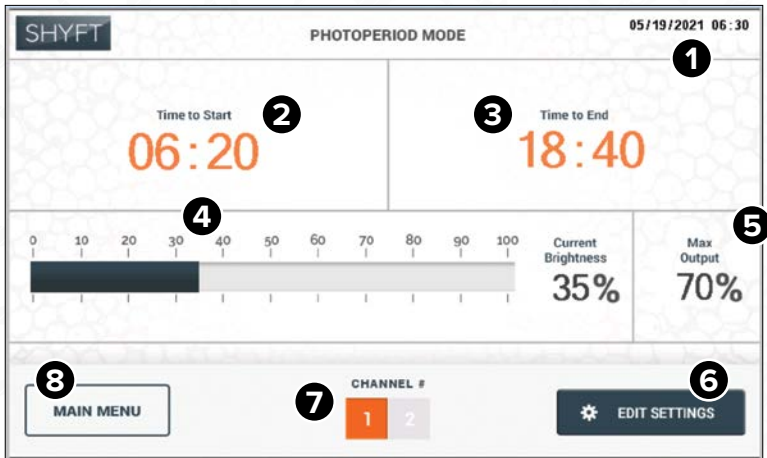 SHYFT
PHOTOPERIOD MODE
05/19/2021 06:30
1
Time to Start
2
06:20
3
Time to End
18:40
4
0 10 20 30 40 50 60 70 80 90 100
Current
Brightness
35%
5
Max
Output
70%
8
MAIN MENU
7
CHANNEL #
1 2
6
EDIT SETTINGS